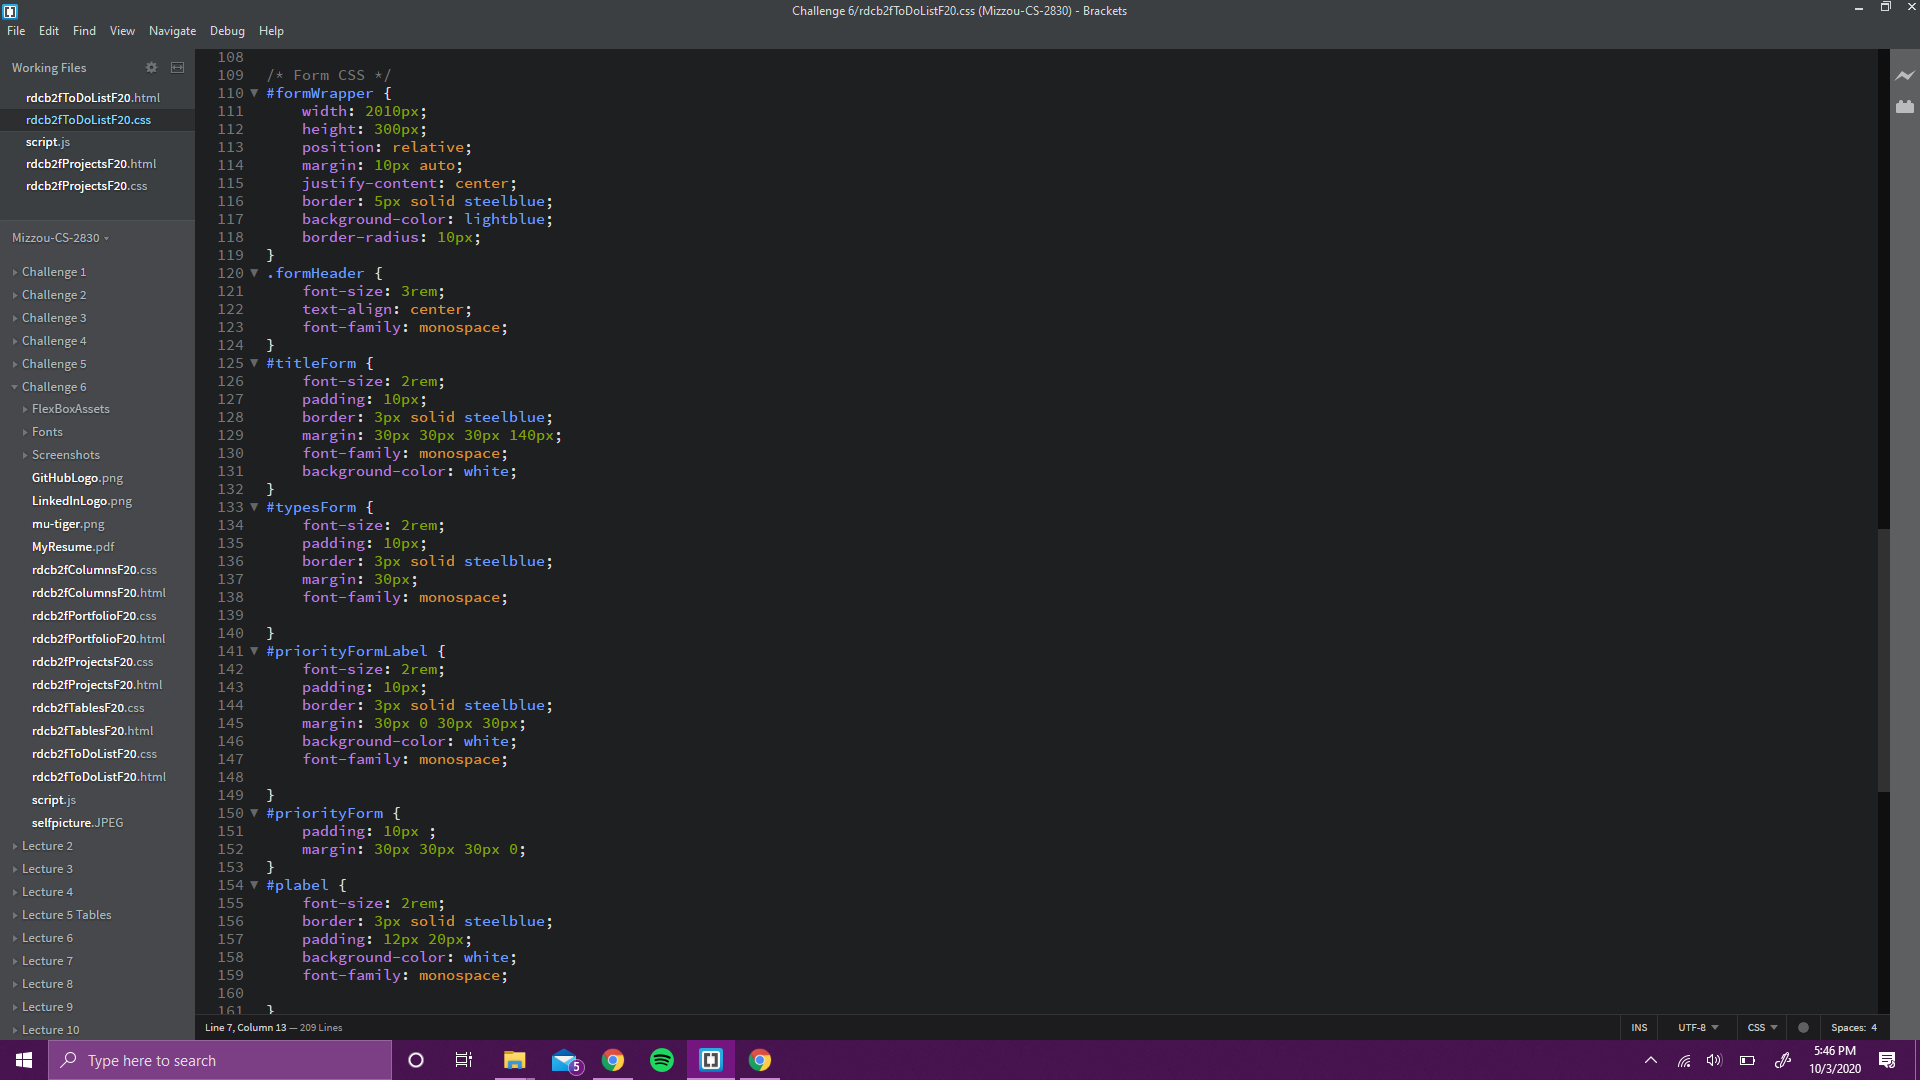 Challenge 6/rdcb2fToDoListF20.css (Mizzou-CS-2830) - Brackets
File Edit Find View Navigate Debug Help
Working Files
rdcb2fToDoListF20.html
rdcb2fToDoListF20.css
script.js
rdcb2fProjectsF20.html
rdcb2fProjectsF20.css
Mizzou-CS-2830
Challenge 1
Challenge 2
Challenge 3
Challenge 4
Challenge 5
Challenge 6
FlexBoxAssets
Fonts
Screenshots
GitHubLogo.png
LinkedInLogo.png
mu-tiger.png
MyResume.pdf
rdcb2fColumnsF20.css
rdcb2fColumnsF20.html
rdcb2fPortfolioF20.css
rdcb2fPortfolioF20.html
rdcb2fProjectsF20.css
rdcb2fProjectsF20.html
rdcb2fTablesF20.css
rdcb2fTablesF20.html
rdcb2fToDoListF20.css
rdcb2fToDoListF20.html
script.js
selfpicture.JPEG
Lecture 2
Lecture 3
Lecture 4
Lecture 5 Tables
Lecture 6
Lecture 7
Lecture 8
Lecture 9
Lecture 10
108
109 /* Form CSS */
110 #formWrapper {
111 width: 2010px;
112 height: 300px;
113 position: relative;
114 margin: 10px auto;
115 justify-content: center;
116 border: 5px solid steelblue;
117 background-color: lightblue;
118 border-radius: 10px;
119 }
120 .formHeader {
121 font-size: 3rem;
122 text-align: center;
123 font-family: monospace;
124 }
125 #titleForm {
126 font-size: 2rem;
127 padding: 10px;
128 border: 3px solid steelblue;
129 margin: 30px 30px 30px 140px;
130 font-family: monospace;
131 background-color: white;
132 }
133 #typesForm {
134 font-size: 2rem;
135 padding: 10px;
136 border: 3px solid steelblue;
137 margin: 30px;
138 font-family: monospace;
139
140 }
141 #priorityFormLabel {
142 font-size: 2rem;
143 padding: 10px;
144 border: 3px solid steelblue;
145 margin: 30px 0 30px 30px;
146 background-color: white;
147 font-family: monospace;
148
149 }
150 #priorityForm {
151 padding: 10px ;
152 margin: 30px 30px 30px 0;
153 }
154 #plabel {
155 font-size: 2rem;
156 border: 3px solid steelblue;
157 padding: 12px 20px;
158 background-color: white;
159 font-family: monospace;
160
161 }
Line 7, Column 13 — 209 Lines
INS UTF-8 CSS Spaces: 4
Type here to search
5
5:46 PM
10/3/2020